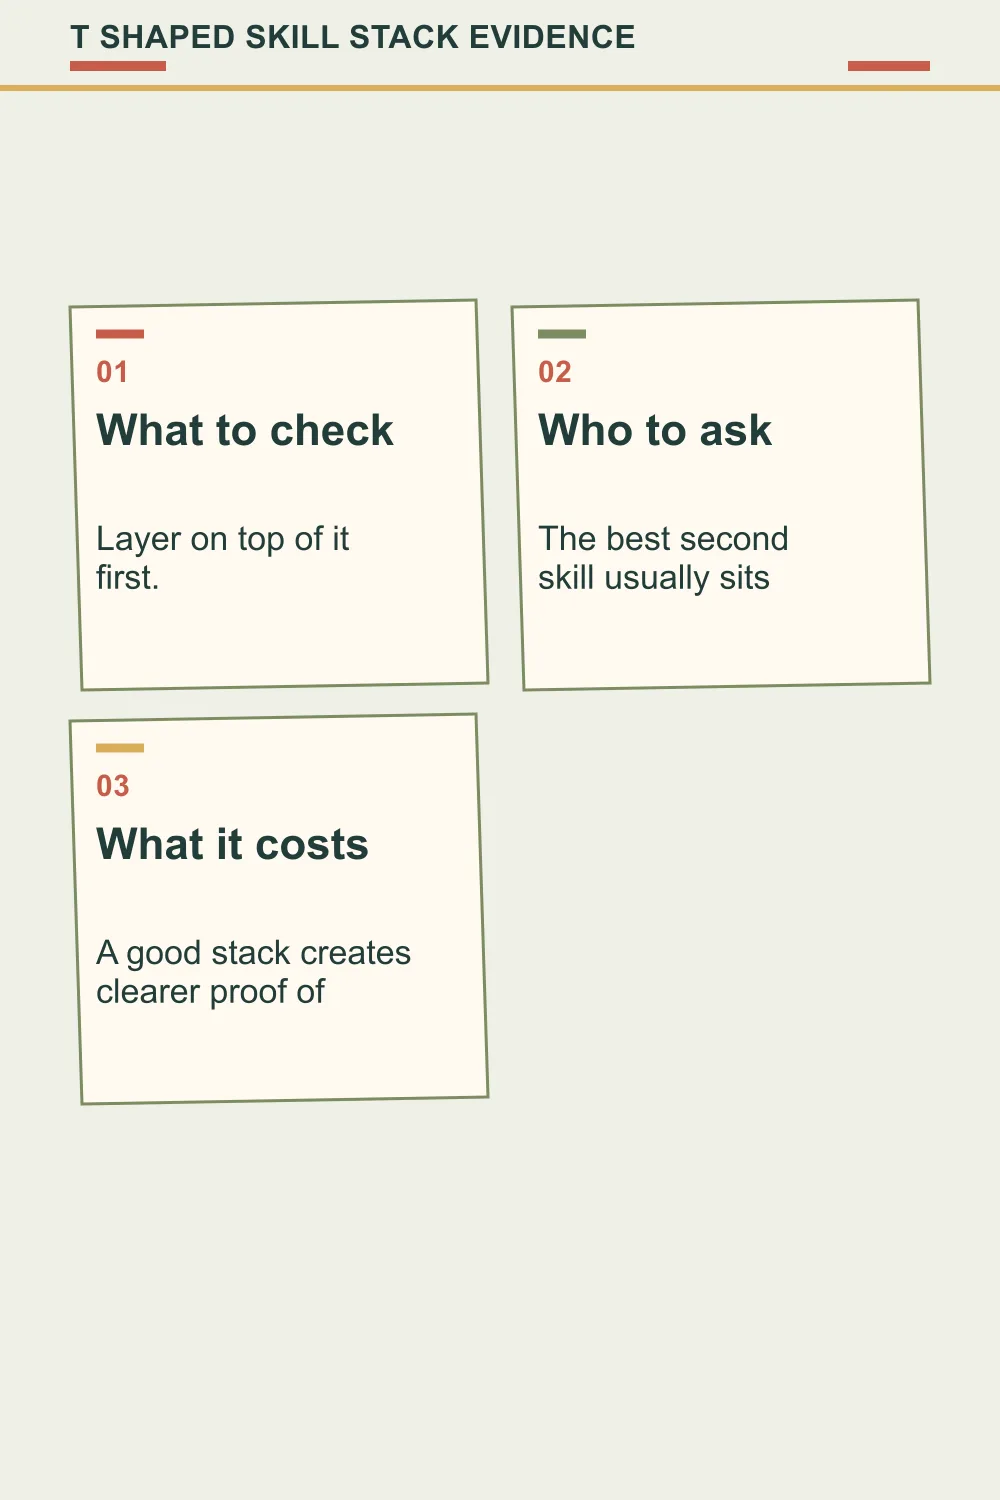 T SHAPED SKILL STACK EVIDENCE
01
What to check
Layer on top of it
first.
02
Who to ask
The best second
skill usually sits
03
What it costs
A good stack creates
clearer proof of